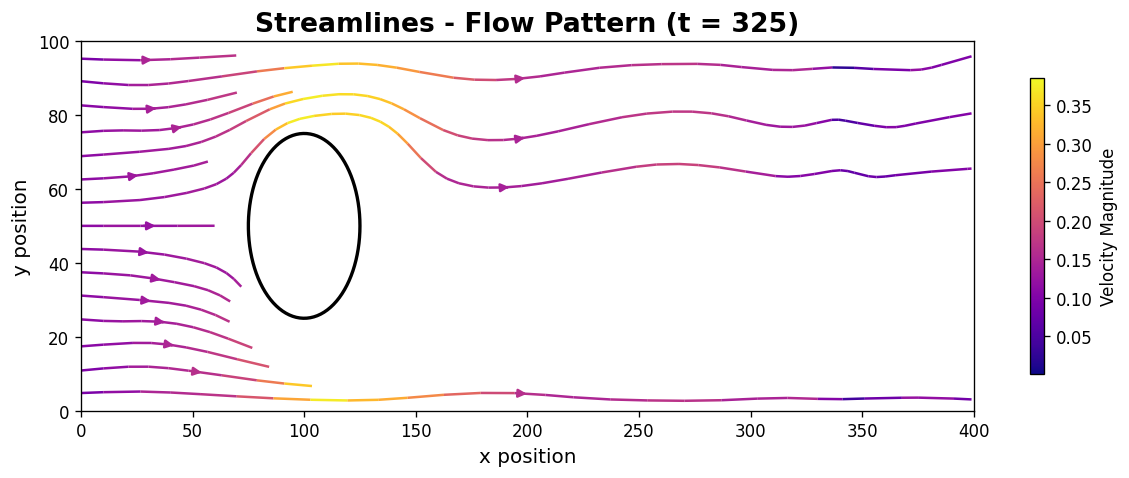 Streamlines - Flow Pattern (t = 325)
100
80
60
40
20
0
y position
0 50 100 150 200 250 300 350 400
x position
0.35
0.30
0.25
0.20
0.15
0.10
0.05
Velocity Magnitude